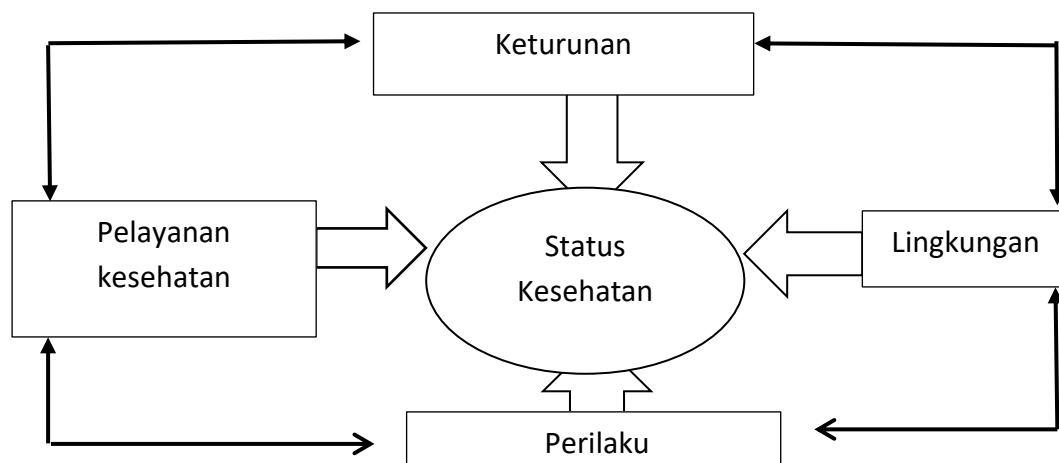 Keturunan
Pelayanan
kesehatan
Status
Kesehatan
Lingkungan
Perilaku